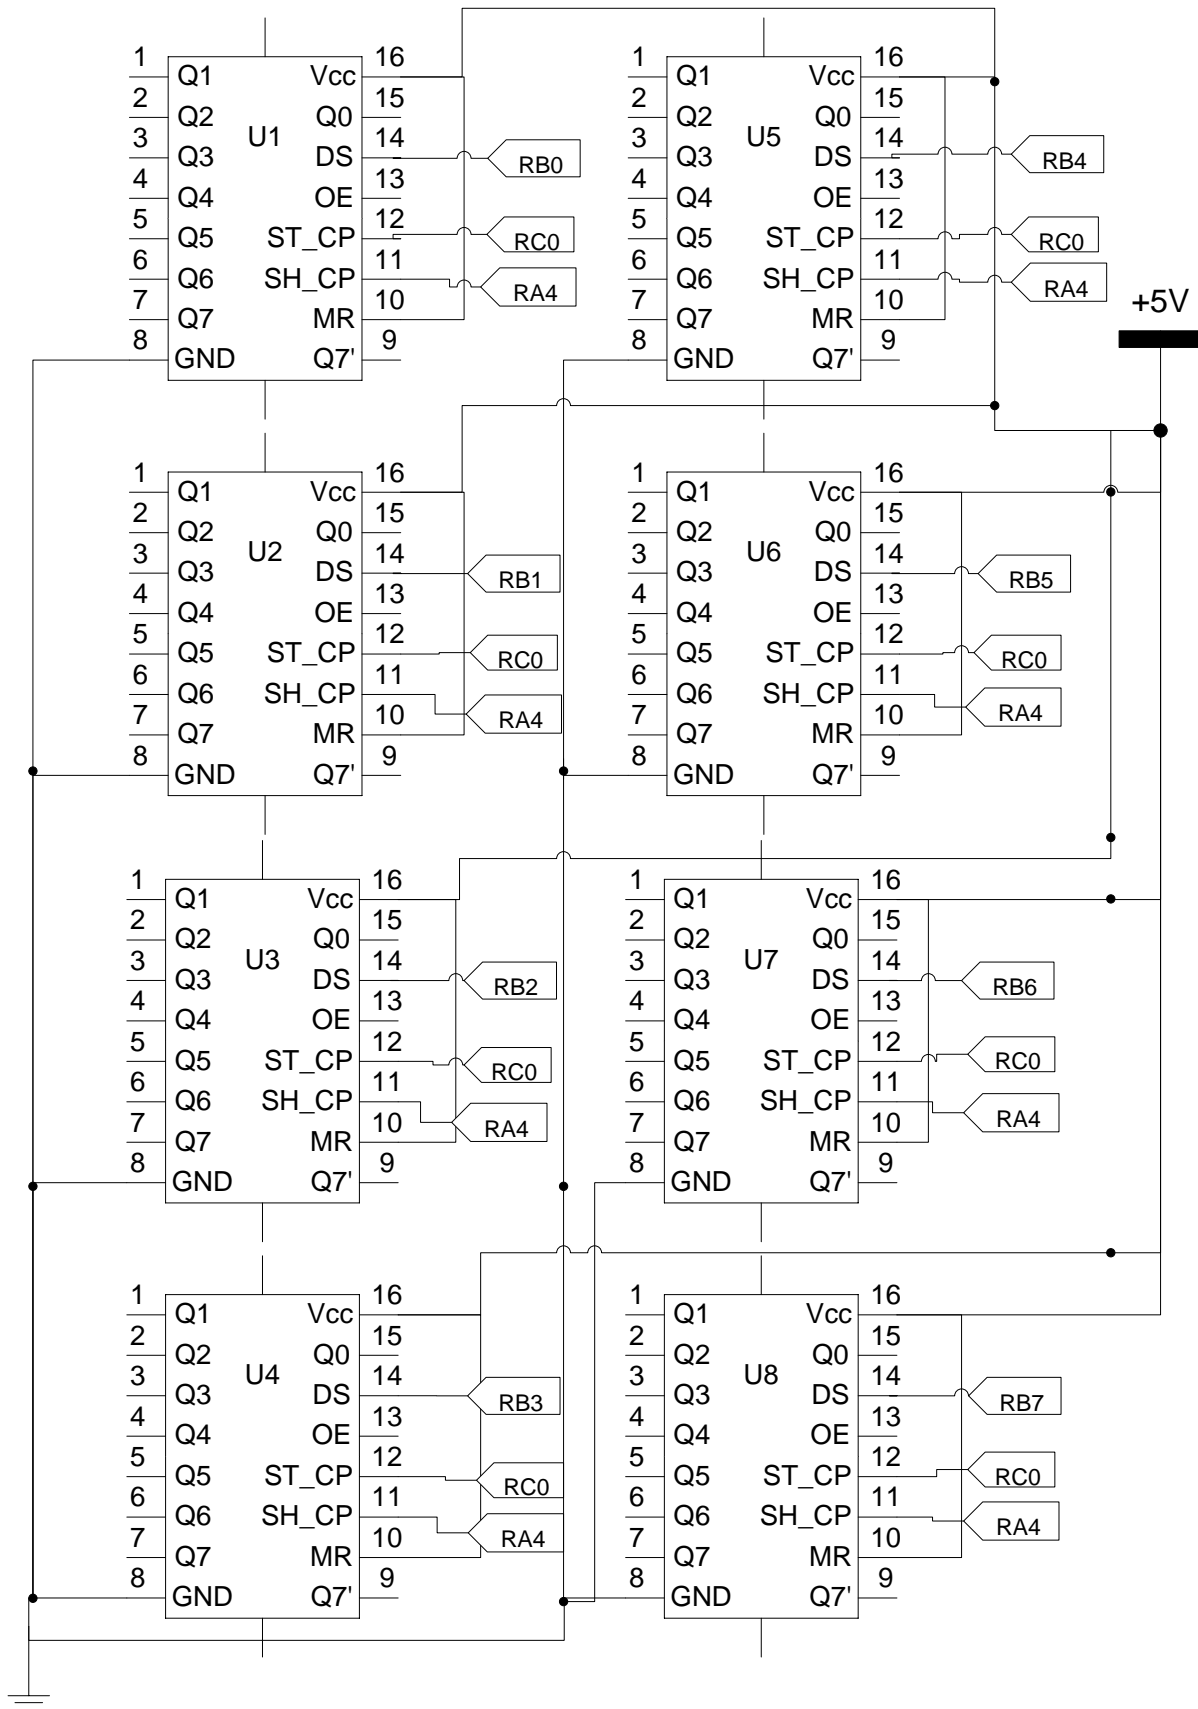 1 Q1 Vcc 16
2 Q2 Q0 15
3 Q3 U1 DS 14 RB0
4 Q4 OE 13
5 Q5 ST_CP 12 RC0
6 Q6 SH_CP 11 RA4
7 Q7 MR 10
8 GND Q7' 9
1 Q1 Vcc 16
2 Q2 Q0 15
3 Q3 U5 DS 14 RB4
4 Q4 OE 13
5 Q5 ST_CP 12 RC0
6 Q6 SH_CP 11 RA4
7 Q7 MR 10
8 GND Q7' 9
+5V
1 Q1 Vcc 16
2 Q2 Q0 15
3 Q3 U2 DS 14 RB1
4 Q4 OE 13
5 Q5 ST_CP 12 RC0
6 Q6 SH_CP 11 RA4
7 Q7 MR 10
8 GND Q7' 9
1 Q1 Vcc 16
2 Q2 Q0 15
3 Q3 U6 DS 14 RB5
4 Q4 OE 13
5 Q5 ST_CP 12 RC0
6 Q6 SH_CP 11 RA4
7 Q7 MR 10
8 GND Q7' 9
1 Q1 Vcc 16
2 Q2 Q0 15
3 Q3 U3 DS 14 RB2
4 Q4 OE 13
5 Q5 ST_CP 12 RC0
6 Q6 SH_CP 11 RA4
7 Q7 MR 10
8 GND Q7' 9
1 Q1 Vcc 16
2 Q2 Q0 15
3 Q3 U7 DS 14 RB6
4 Q4 OE 13
5 Q5 ST_CP 12 RC0
6 Q6 SH_CP 11 RA4
7 Q7 MR 10
8 GND Q7' 9
1 Q1 Vcc 16
2 Q2 Q0 15
3 Q3 U4 DS 14 RB3
4 Q4 OE 13
5 Q5 ST_CP 12 RC0
6 Q6 SH_CP 11 RA4
7 Q7 MR 10
8 GND Q7' 9
1 Q1 Vcc 16
2 Q2 Q0 15
3 Q3 U8 DS 14 RB7
4 Q4 OE 13
5 Q5 ST_CP 12 RC0
6 Q6 SH_CP 11 RA4
7 Q7 MR 10
8 GND Q7' 9